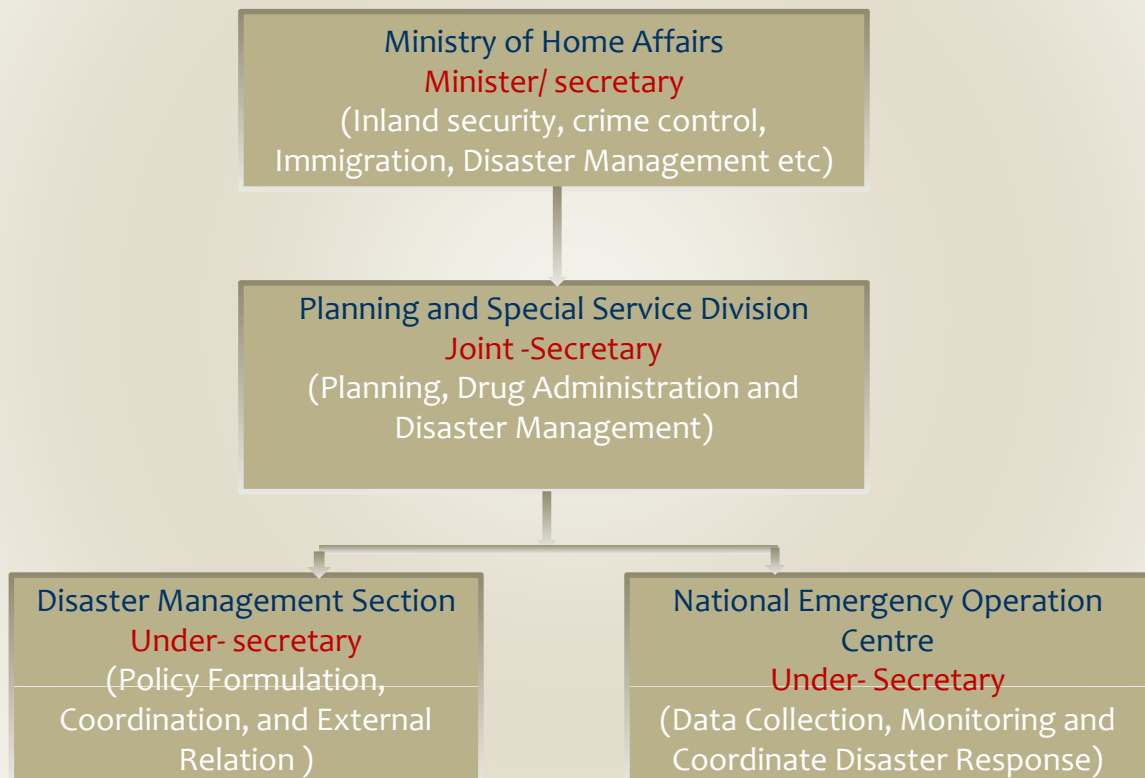 Ministry of Home Affairs
Minister/ secretary
(Inland security, crime control,
Immigration, Disaster Management etc)
Planning and Special Service Division
Joint -Secretary
(Planning, Drug Administration and
Disaster Management)
Disaster Management Section
Under- secretary
(Policy Formulation,
Coordination, and External
Relation )
National Emergency Operation
Centre
Under- Secretary
(Data Collection, Monitoring and
Coordinate Disaster Response)